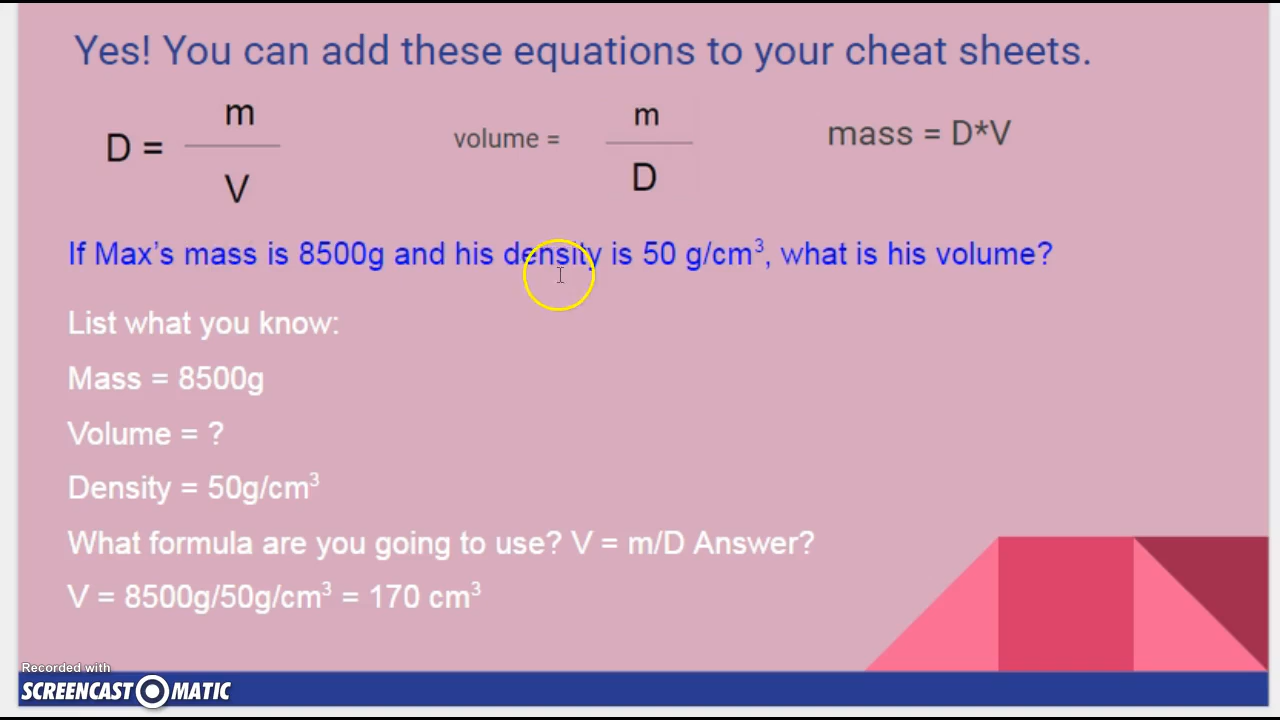 Yes! You can add these equations to your cheat sheets.
D = m / V
volume = m / D
mass = D*V
If Max’s mass is 8500g and his density is 50 g/cm³, what is his volume?
List what you know:
Mass = 8500g
Volume = ?
Density = 50g/cm³
What formula are you going to use? V = m/D Answer?
V = 8500g/50g/cm³ = 170 cm³
Recorded with
SCREENCAST MATIC